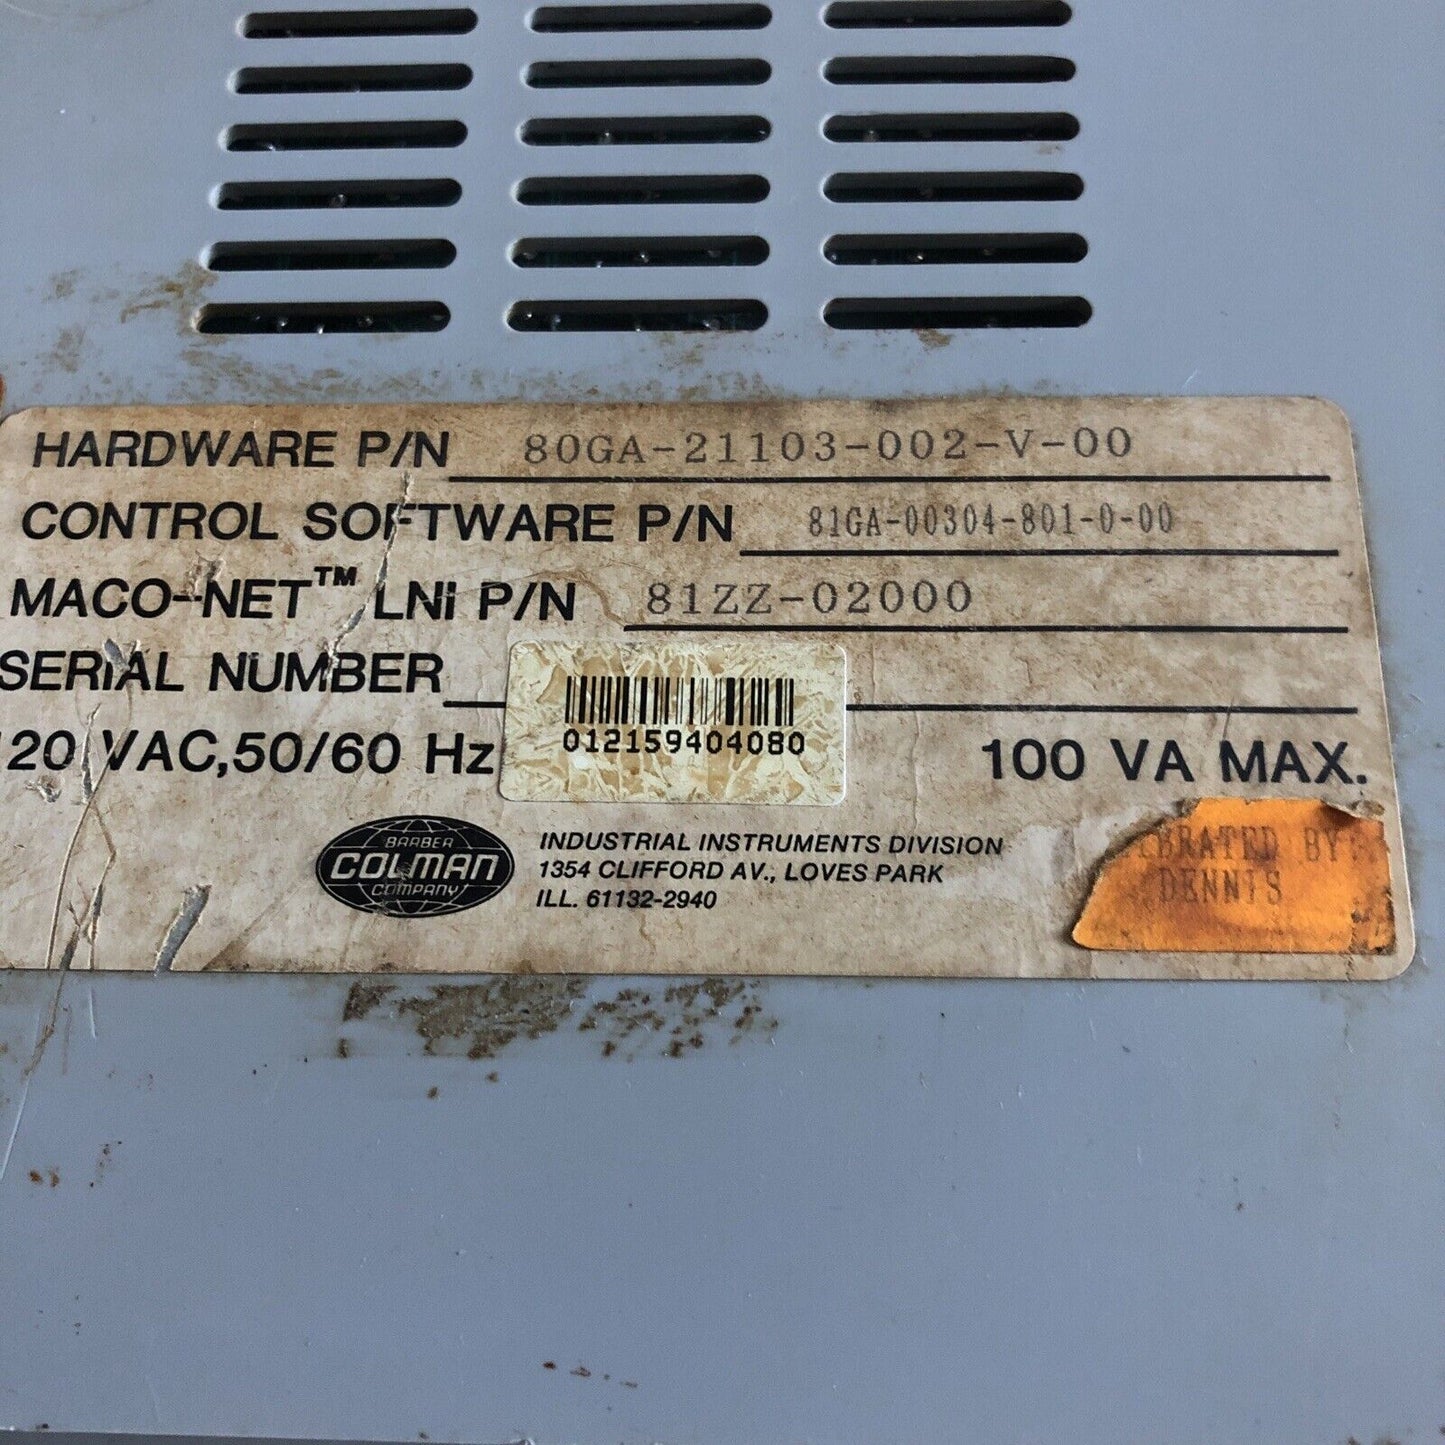 HARDWARE P/N 80GA-21103-002-V-00
CONTROL SOFTWARE P/N 81GA-00304-801-0-00
MACO-NET™ LNi P/N 81ZZ-02000
SERIAL NUMBER
012159404080
120 VAC,50/60 Hz 100 VA MAX.
BARBER
COLMAN
COMPANY
INDUSTRIAL INSTRUMENTS DIVISION
1354 CLIFFORD AV., LOVES PARK
ILL. 61132-2940
IBRATED BY:
DENNIS